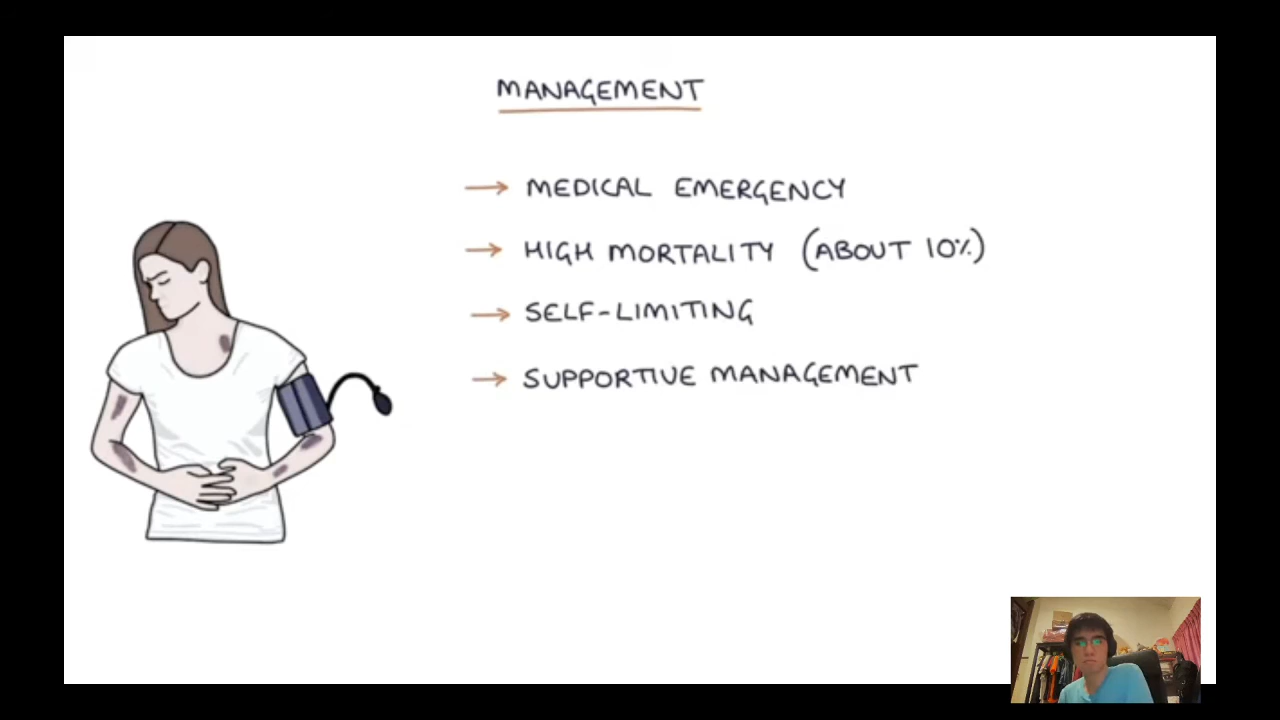 MANAGEMENT
→ MEDICAL EMERGENCY
→ HIGH MORTALITY (ABOUT 10%)
→ SELF-LIMITING
→ SUPPORTIVE MANAGEMENT